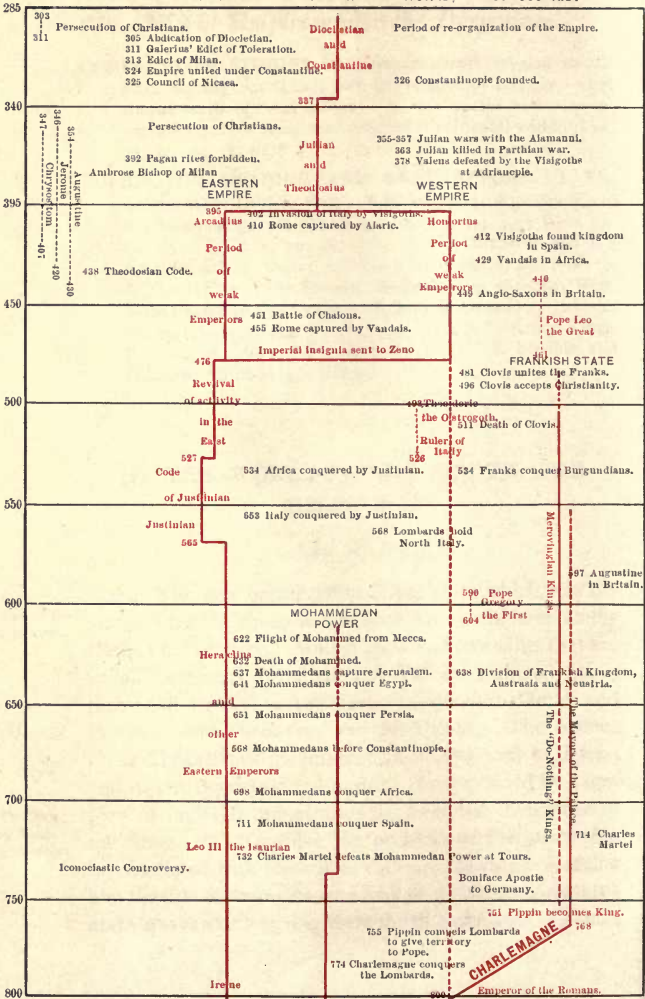 285
303
311
Persecution of Christians.
305 Abdication of Diocletian.
311 Galerius' Edict of Toleration.
313 Edict of Milan.
324 Empire united under Constantine.
325 Council of Nicaea.
Diocletian
and
Constantine
337
Period of re-organization of the Empire.
326 Constantinople founded.
340
347
Chrysostom
407
346
Jerome
420
354
Augustine
430
Persecution of Christians.
392 Pagan rites forbidden.
Ambrose Bishop of Milan
Julian
and
Theodosius
355-357 Julian wars with the Alamanni.
363 Julian killed in Parthian war.
378 Valens defeated by the Visigoths
at Adriaucpie.
395
EASTERN
EMPIRE
WESTERN
EMPIRE
895
Arcadius
Period
of
weak
Emperors
402 Invasion of Italy by Visigoths.
410 Rome captured by Alaric.
Honorius
Period
of
weak
Emperors
412 Visigoths found kingdom
in Spain.
429 Vandals in Africa.
438 Theodosian Code.
440
449 Anglo-Saxons in Britain.
450
451 Battle of Chalons.
455 Rome captured by Vandals.
Pope Leo
the Great
461
Imperial insignia sent to Zeno
476
FRANKISH STATE
481 Clovis unites the Franks.
496 Clovis accepts Christianity.
Revival
of activity
in the
East
500
493 Theodoric
the Ostrogoth
Ruler of
Italy
526
511 Death of Clovis.
527
Code
of Justinian
Justinian
565
534 Africa conquered by Justinian.
534 Franks conquer Burgundians.
550
553 Italy conquered by Justinian.
568 Lombards hold
North Italy.
Merovingian Kings.
597 Augustine
in Britain.
590 Pope
Gregory
604 the First
600
MOHAMMEDAN
POWER
622 Flight of Mohammed from Mecca.
Heraclius
632 Death of Mohammed.
637 Mohammedans capture Jerusalem.
641 Mohammedans conquer Egypt.
638 Division of Frankish Kingdom,
Austrasia and Neustria.
650
and
651 Mohammedans conquer Persia.
other
568 Mohammedans before Constantinople.
Eastern Emperors
The "Do-Nothing" Kings.
The Mayors of the Palace
698 Mohammedans conquer Africa.
700
711 Mohammedans conquer Spain.
714 Charles
Martel
Leo III the Isaurian
732 Charles Martel defeats Mohammedan Power at Tours.
Iconoclastic Controversy.
Boniface Apostle
to Germany.
750
751 Pippin becomes King.
768
755 Pippin compels Lombards
to give territory
to Pope.
774 Charlemagne conquers
the Lombards.
CHARLEMAGNE
Irene
800
800
Emperor of the Romans.